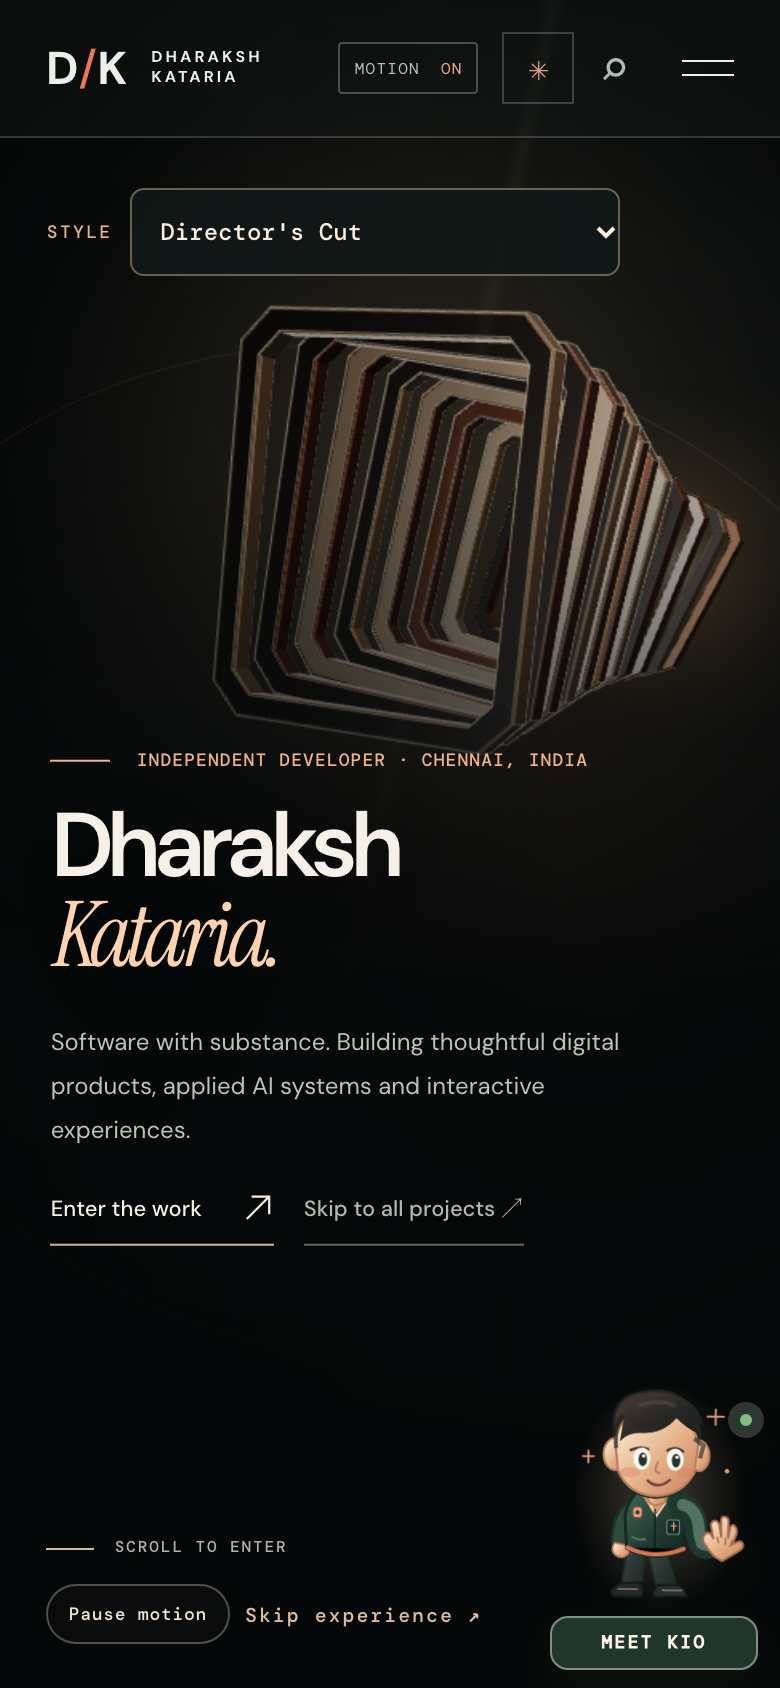 D/K
DHARAKSH
KATARIA
MOTION ON
STYLE
Director's Cut
INDEPENDENT DEVELOPER · CHENNAI, INDIA
Dharaksh
Kataria.
Software with substance. Building thoughtful digital
products, applied AI systems and interactive
experiences.
Enter the work
Skip to all projects
SCROLL TO ENTER
Pause motion
Skip experience ↗
MEET KIO